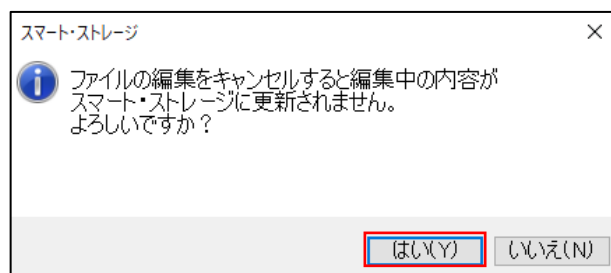 スマート・ストレージ
ファイルの編集をキャンセルすると編集中の内容が
スマート・ストレージに更新されません。
よろしいですか？
はい(Y)
いいえ(N)